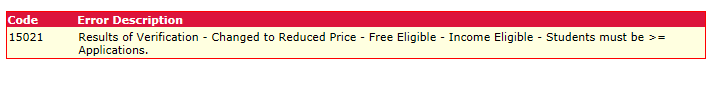 Code Error Description
15021 Results of Verification - Changed to Reduced Price - Free Eligible - Income Eligible - Students must be >=
Applications.